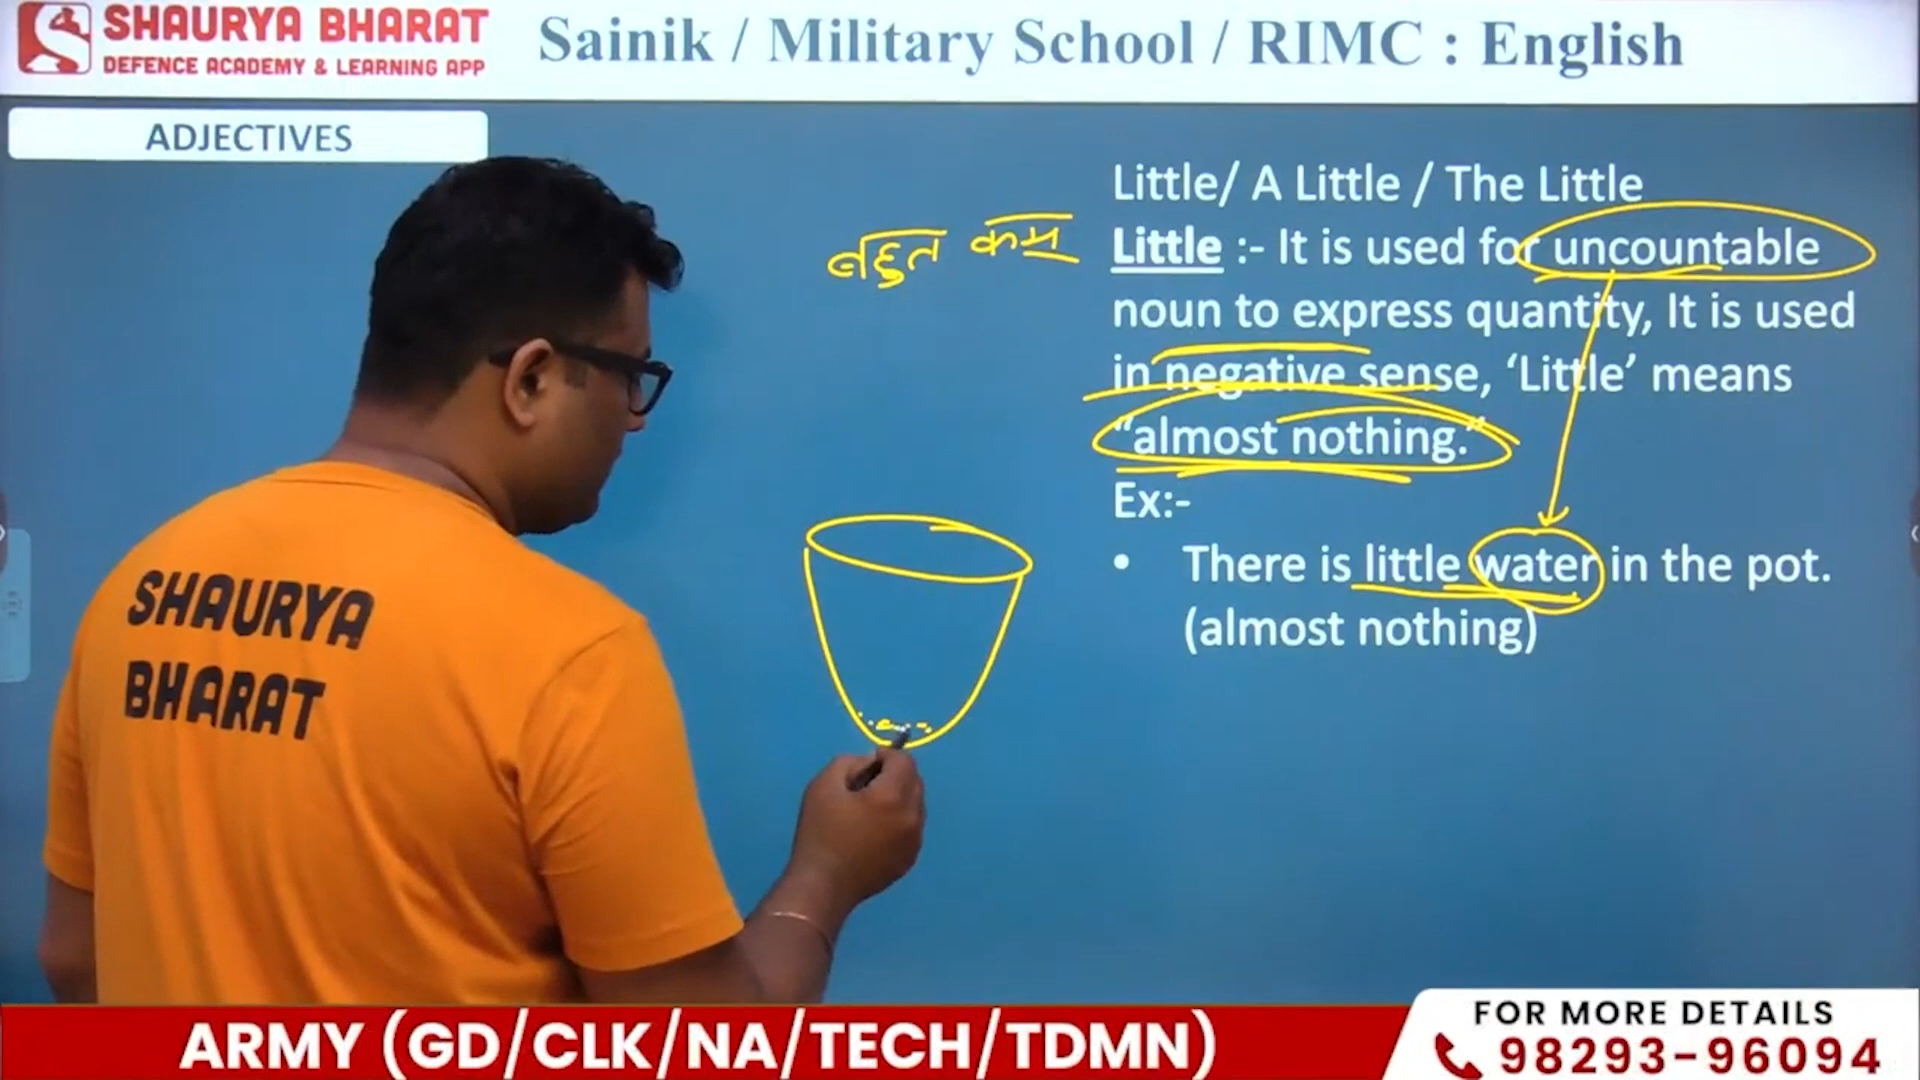 SHAURYA BHARAT
DEFENCE ACADEMY & LEARNING APP
Sainik / Military School / RIMC : English
ADJECTIVES
Little/ A Little / The Little
बहुत कम
Little :- It is used for uncountable
noun to express quantity, It is used
in negative sense, ‘Little’ means
“almost nothing.”
Ex:-
• There is little water in the pot.
(almost nothing)
SHAURYA
BHARAT
ARMY (GD/CLK/NA/TECH/TDMN)
FOR MORE DETAILS
98293-96094